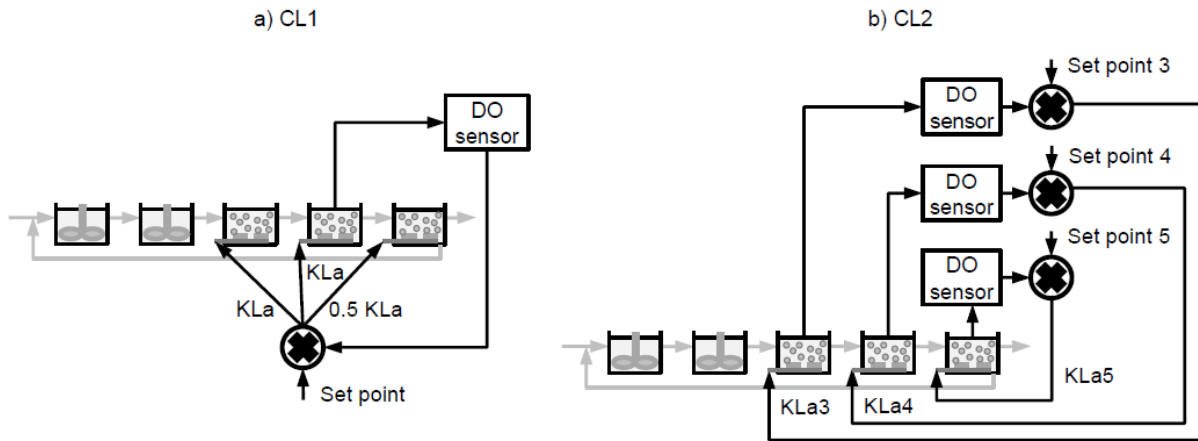 a) CL1
DO
sensor
KLa
KLa
0.5 KLa
Set point
b) CL2
Set point 3
DO
sensor
Set point 4
DO
sensor
Set point 5
DO
sensor
KLa5
KLa3
KLa4